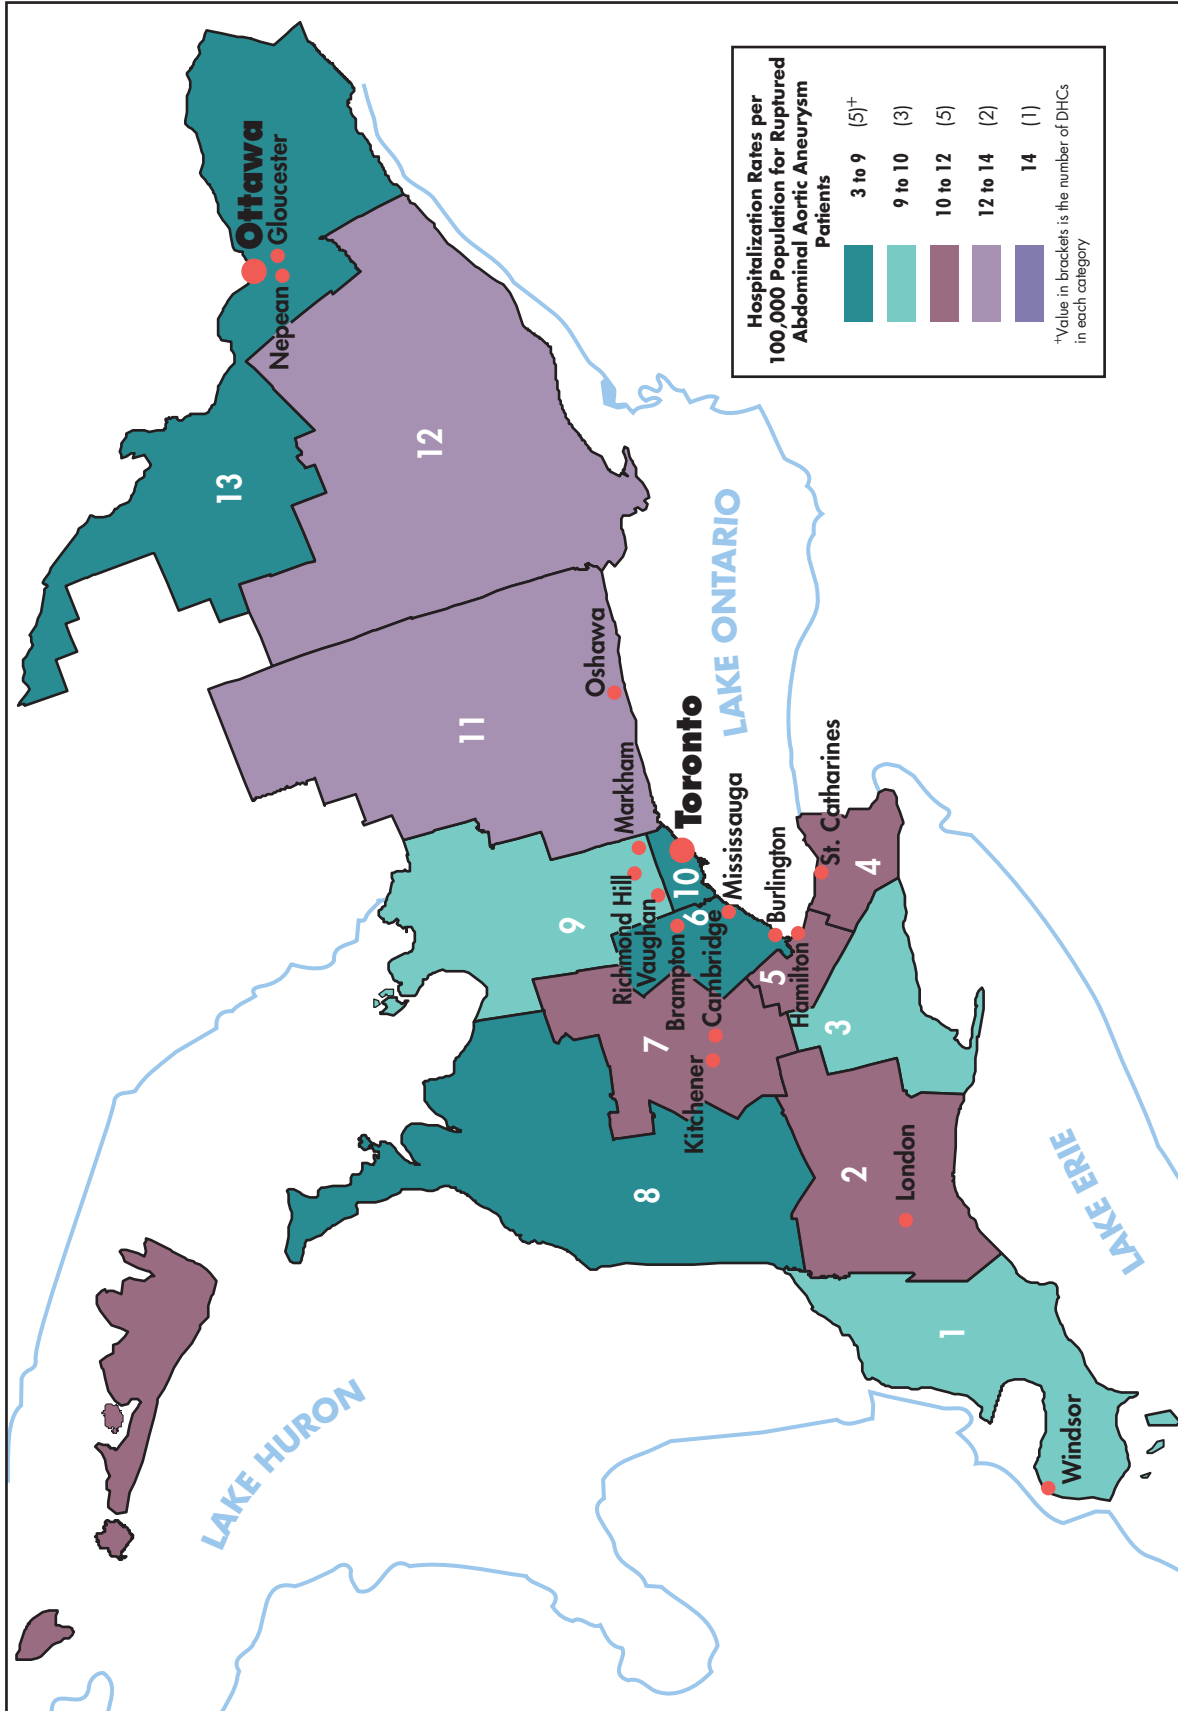 Hospitalization Rates per
100,000 Population for Ruptured
Abdominal Aortic Aneurysm
Patients
3 to 9 (5)+
9 to 10 (3)
10 to 12 (5)
12 to 14 (2)
14 (1)
+Value in brackets is the number of DHCs
in each category
Ottawa
Gloucester
Nepean
13
12
11
Oshawa
LAKE ONTARIO
Markham
Toronto
Richmond Hill
Vaughan
10
9
Mississauga
Brampton
6
Cambridge
Burlington
St. Catharines
4
5
Hamilton
7
3
Kitchener
8
2
London
LAKE ERIE
1
Windsor
LAKE HURON